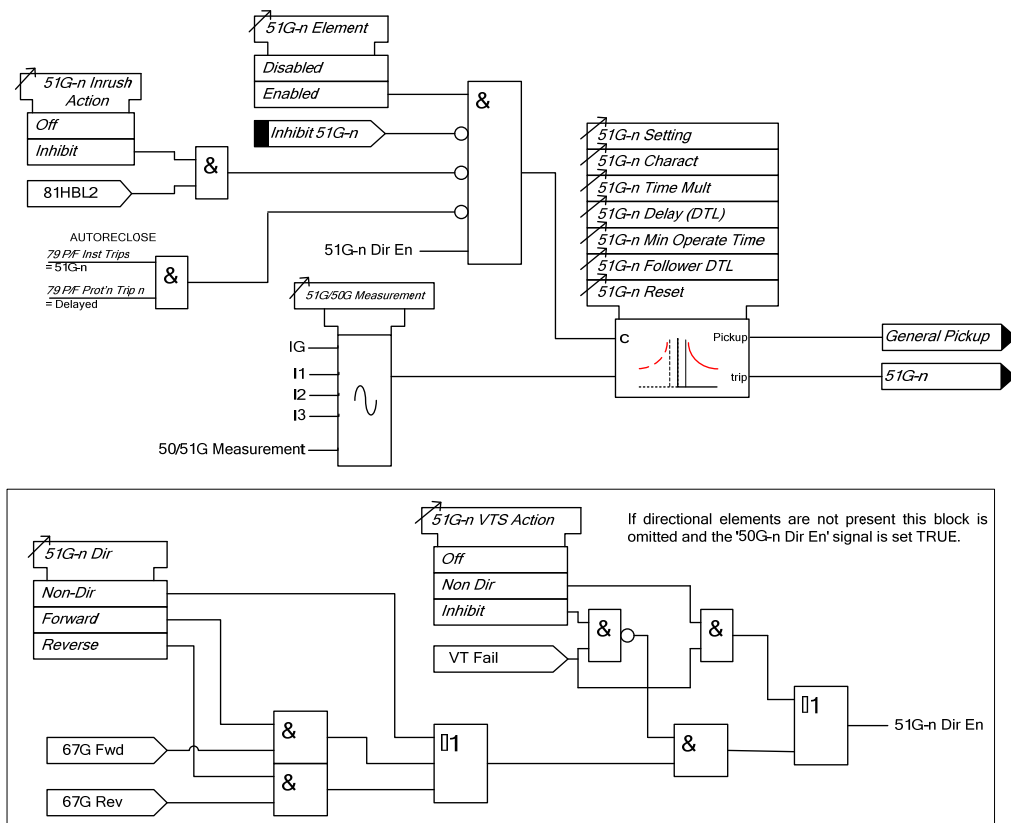 51G-n Element
Disabled
Enabled
51G-n Inrush
Action
Off
Inhibit
81HBL2
&
Inhibit 51G-n
&
AUTORECLOSE
79 P/F Inst Trips
= 51G-n
79 P/F Prot'n Trip n
= Delayed
&
51G-n Dir En
51G/50G Measurement
IG
I1
I2
I3
50/51G Measurement
51G-n Setting
51G-n Charact
51G-n Time Mult
51G-n Delay (DTL)
51G-n Min Operate Time
51G-n Follower DTL
51G-n Reset
C
Pickup
trip
General Pickup
51G-n
51G-n Dir
Non-Dir
Forward
Reverse
67G Fwd
67G Rev
&
&
▯1
51G-n VTS Action
Off
Non Dir
Inhibit
VT Fail
&
&
&
▯1
51G-n Dir En
If directional elements are not present this block is
omitted and the '50G-n Dir En' signal is set TRUE.